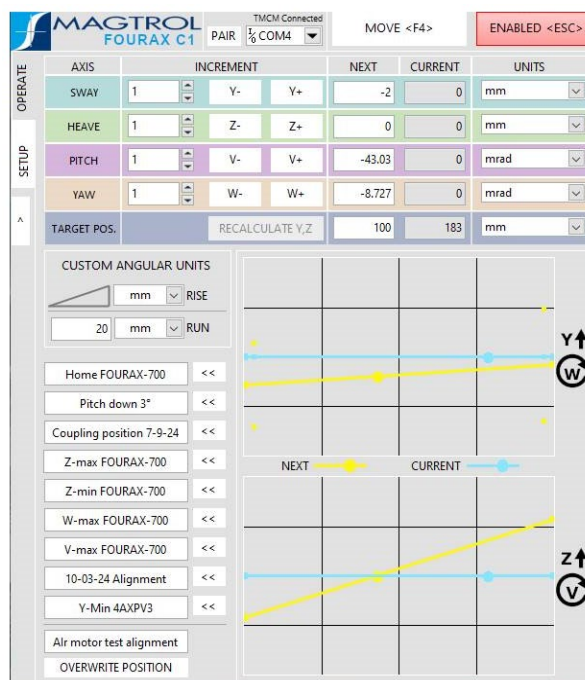 MAGTROL
FOURAX C1
TMCM Connected
PAIR
COM4
MOVE <F4>
ENABLED <ESC>
OPERATE
SETUP
^
AXIS INCREMENT NEXT CURRENT UNITS
SWAY 1 Y- Y+ -2 0 mm
HEAVE 1 Z- Z+ 0 0 mm
PITCH 1 V- V+ -43.03 0 mrad
YAW 1 W- W+ -8.727 0 mrad
TARGET POS. RECALCULATE Y,Z 100 183 mm
CUSTOM ANGULAR UNITS
mm RISE
20 mm RUN
Home FOURAX-700 <<
Pitch down 3° <<
Coupling position 7-9-24 <<
Z-max FOURAX-700 <<
Z-min FOURAX-700 <<
W-max FOURAX-700 <<
V-max FOURAX-700 <<
10-03-24 Alignment <<
Y-Min 4AXPV3 <<
AIr motor test alignment
OVERWRITE POSITION
Y
W
NEXT CURRENT
Z
V